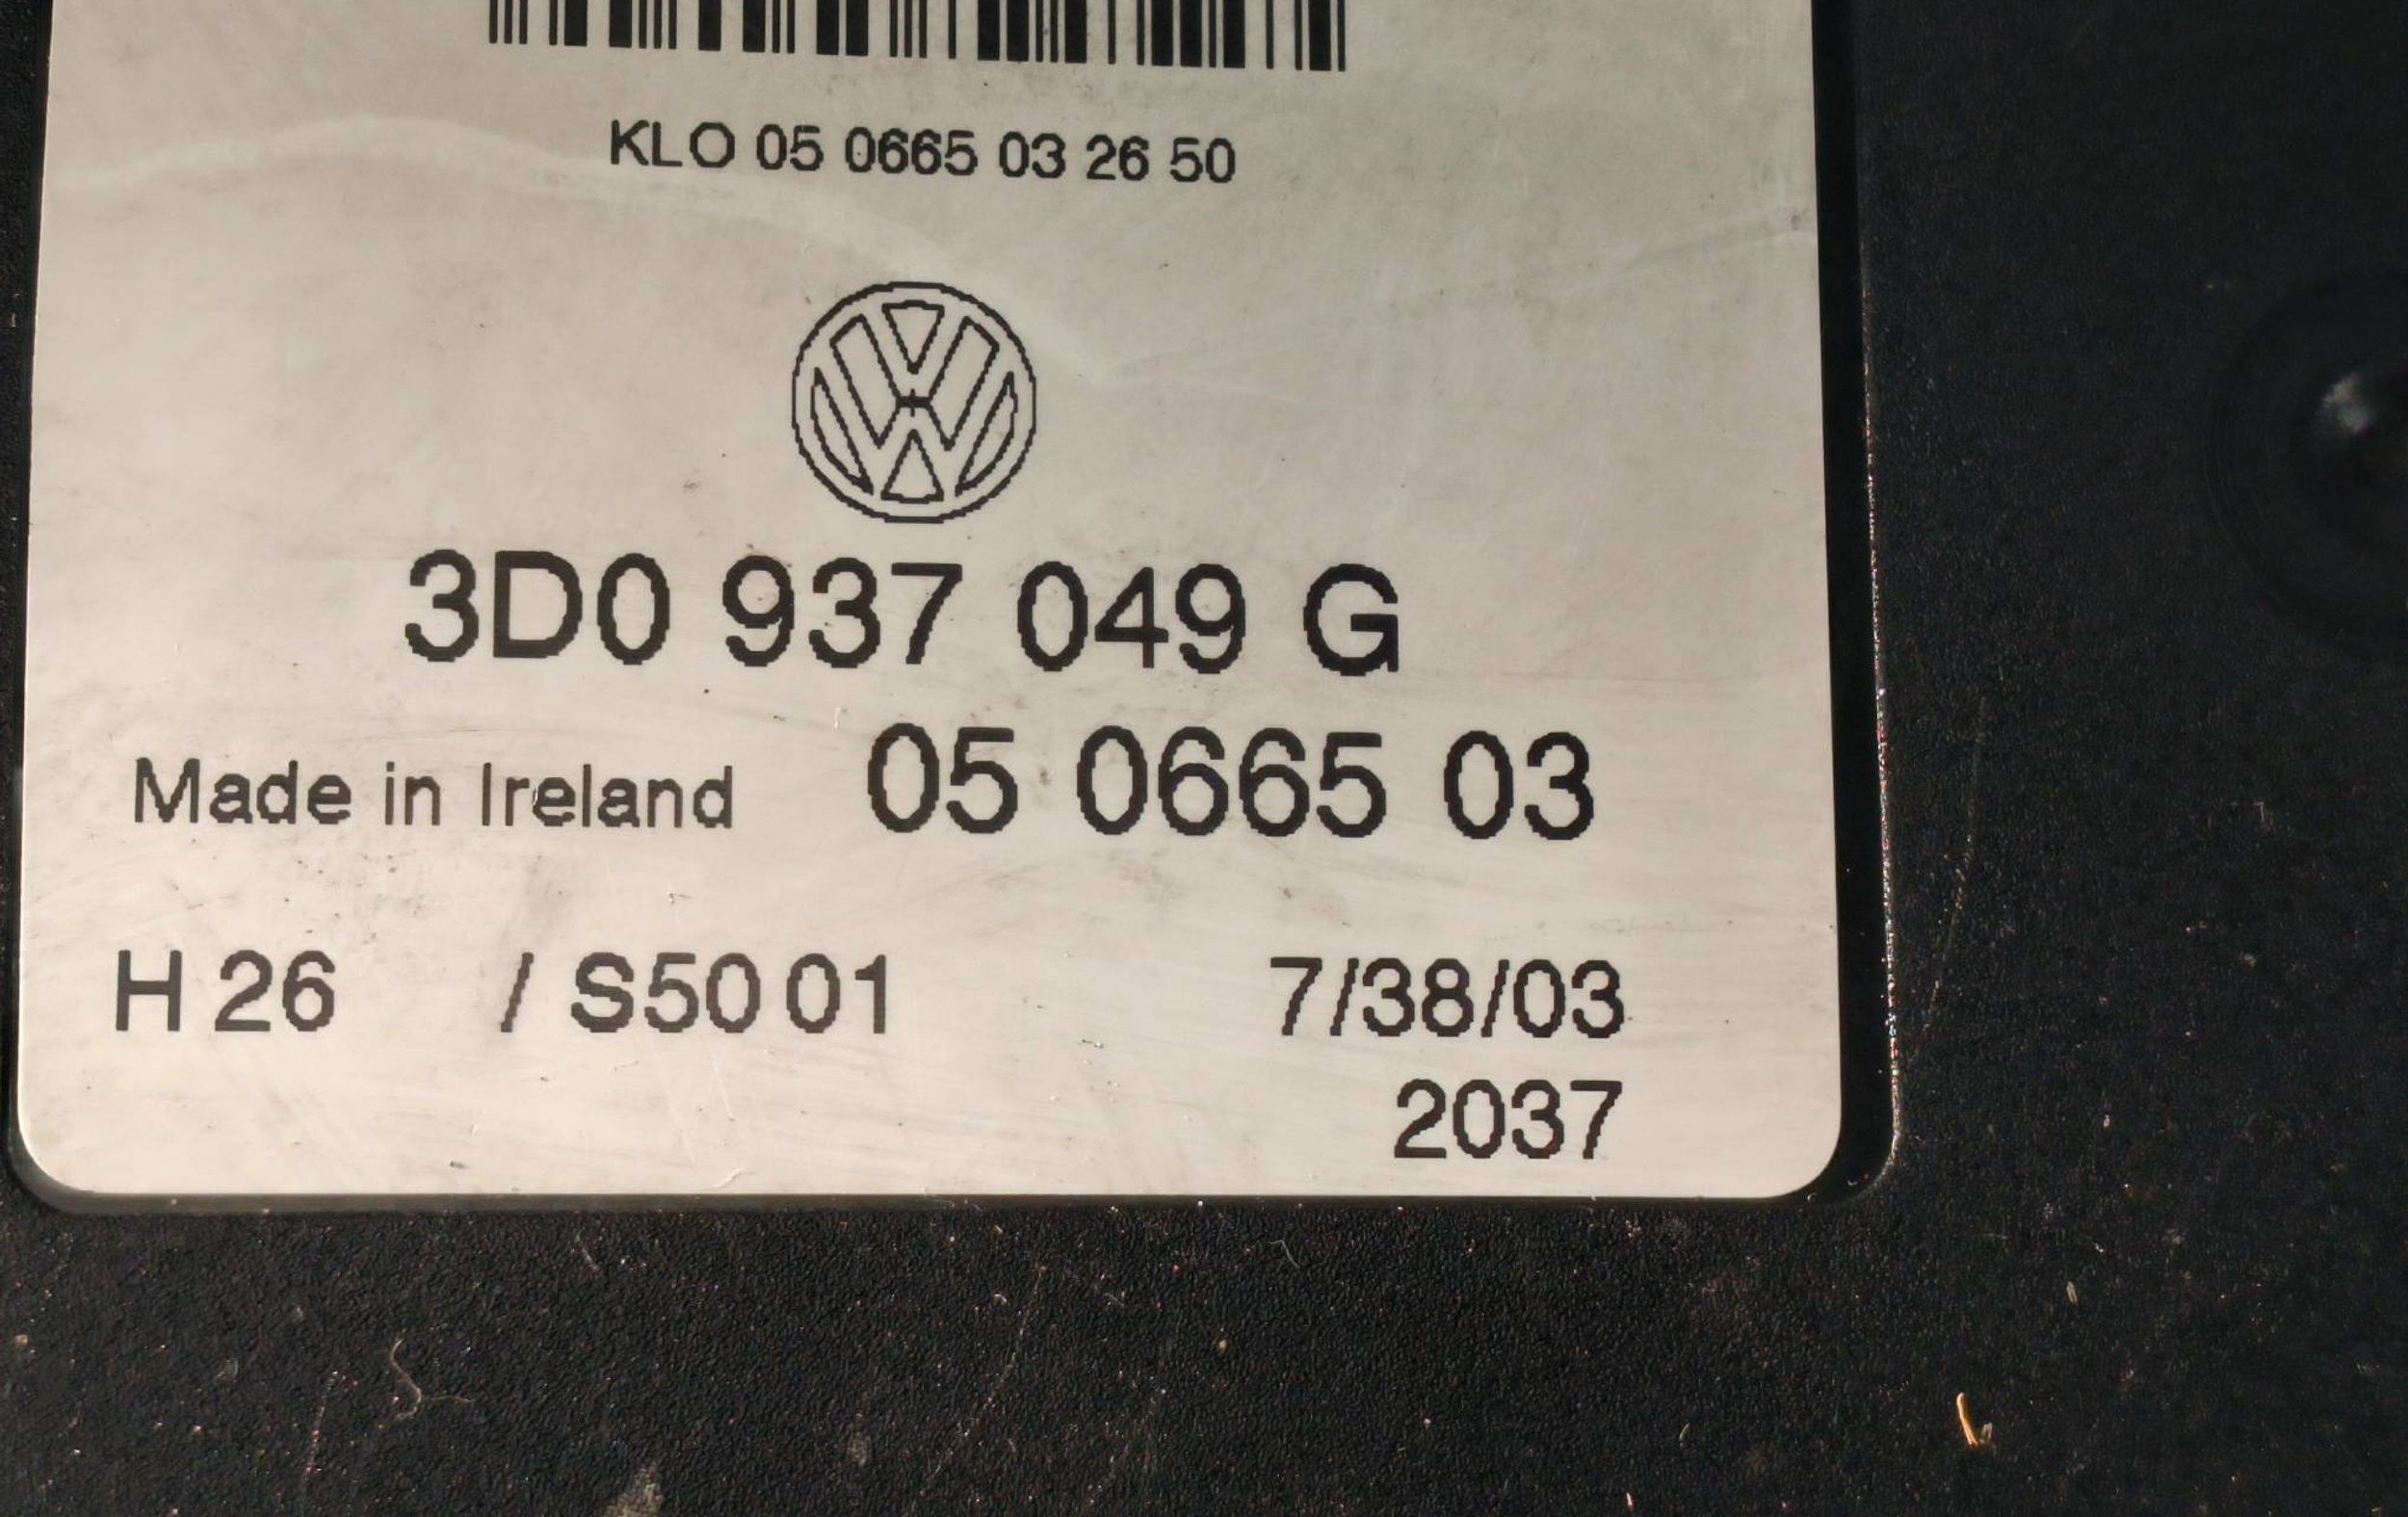 KLO 05 0665 03 26 50
3D0 937 049 G
Made in Ireland 05 0665 03
H 26 / S50 01 7/38/03
2037